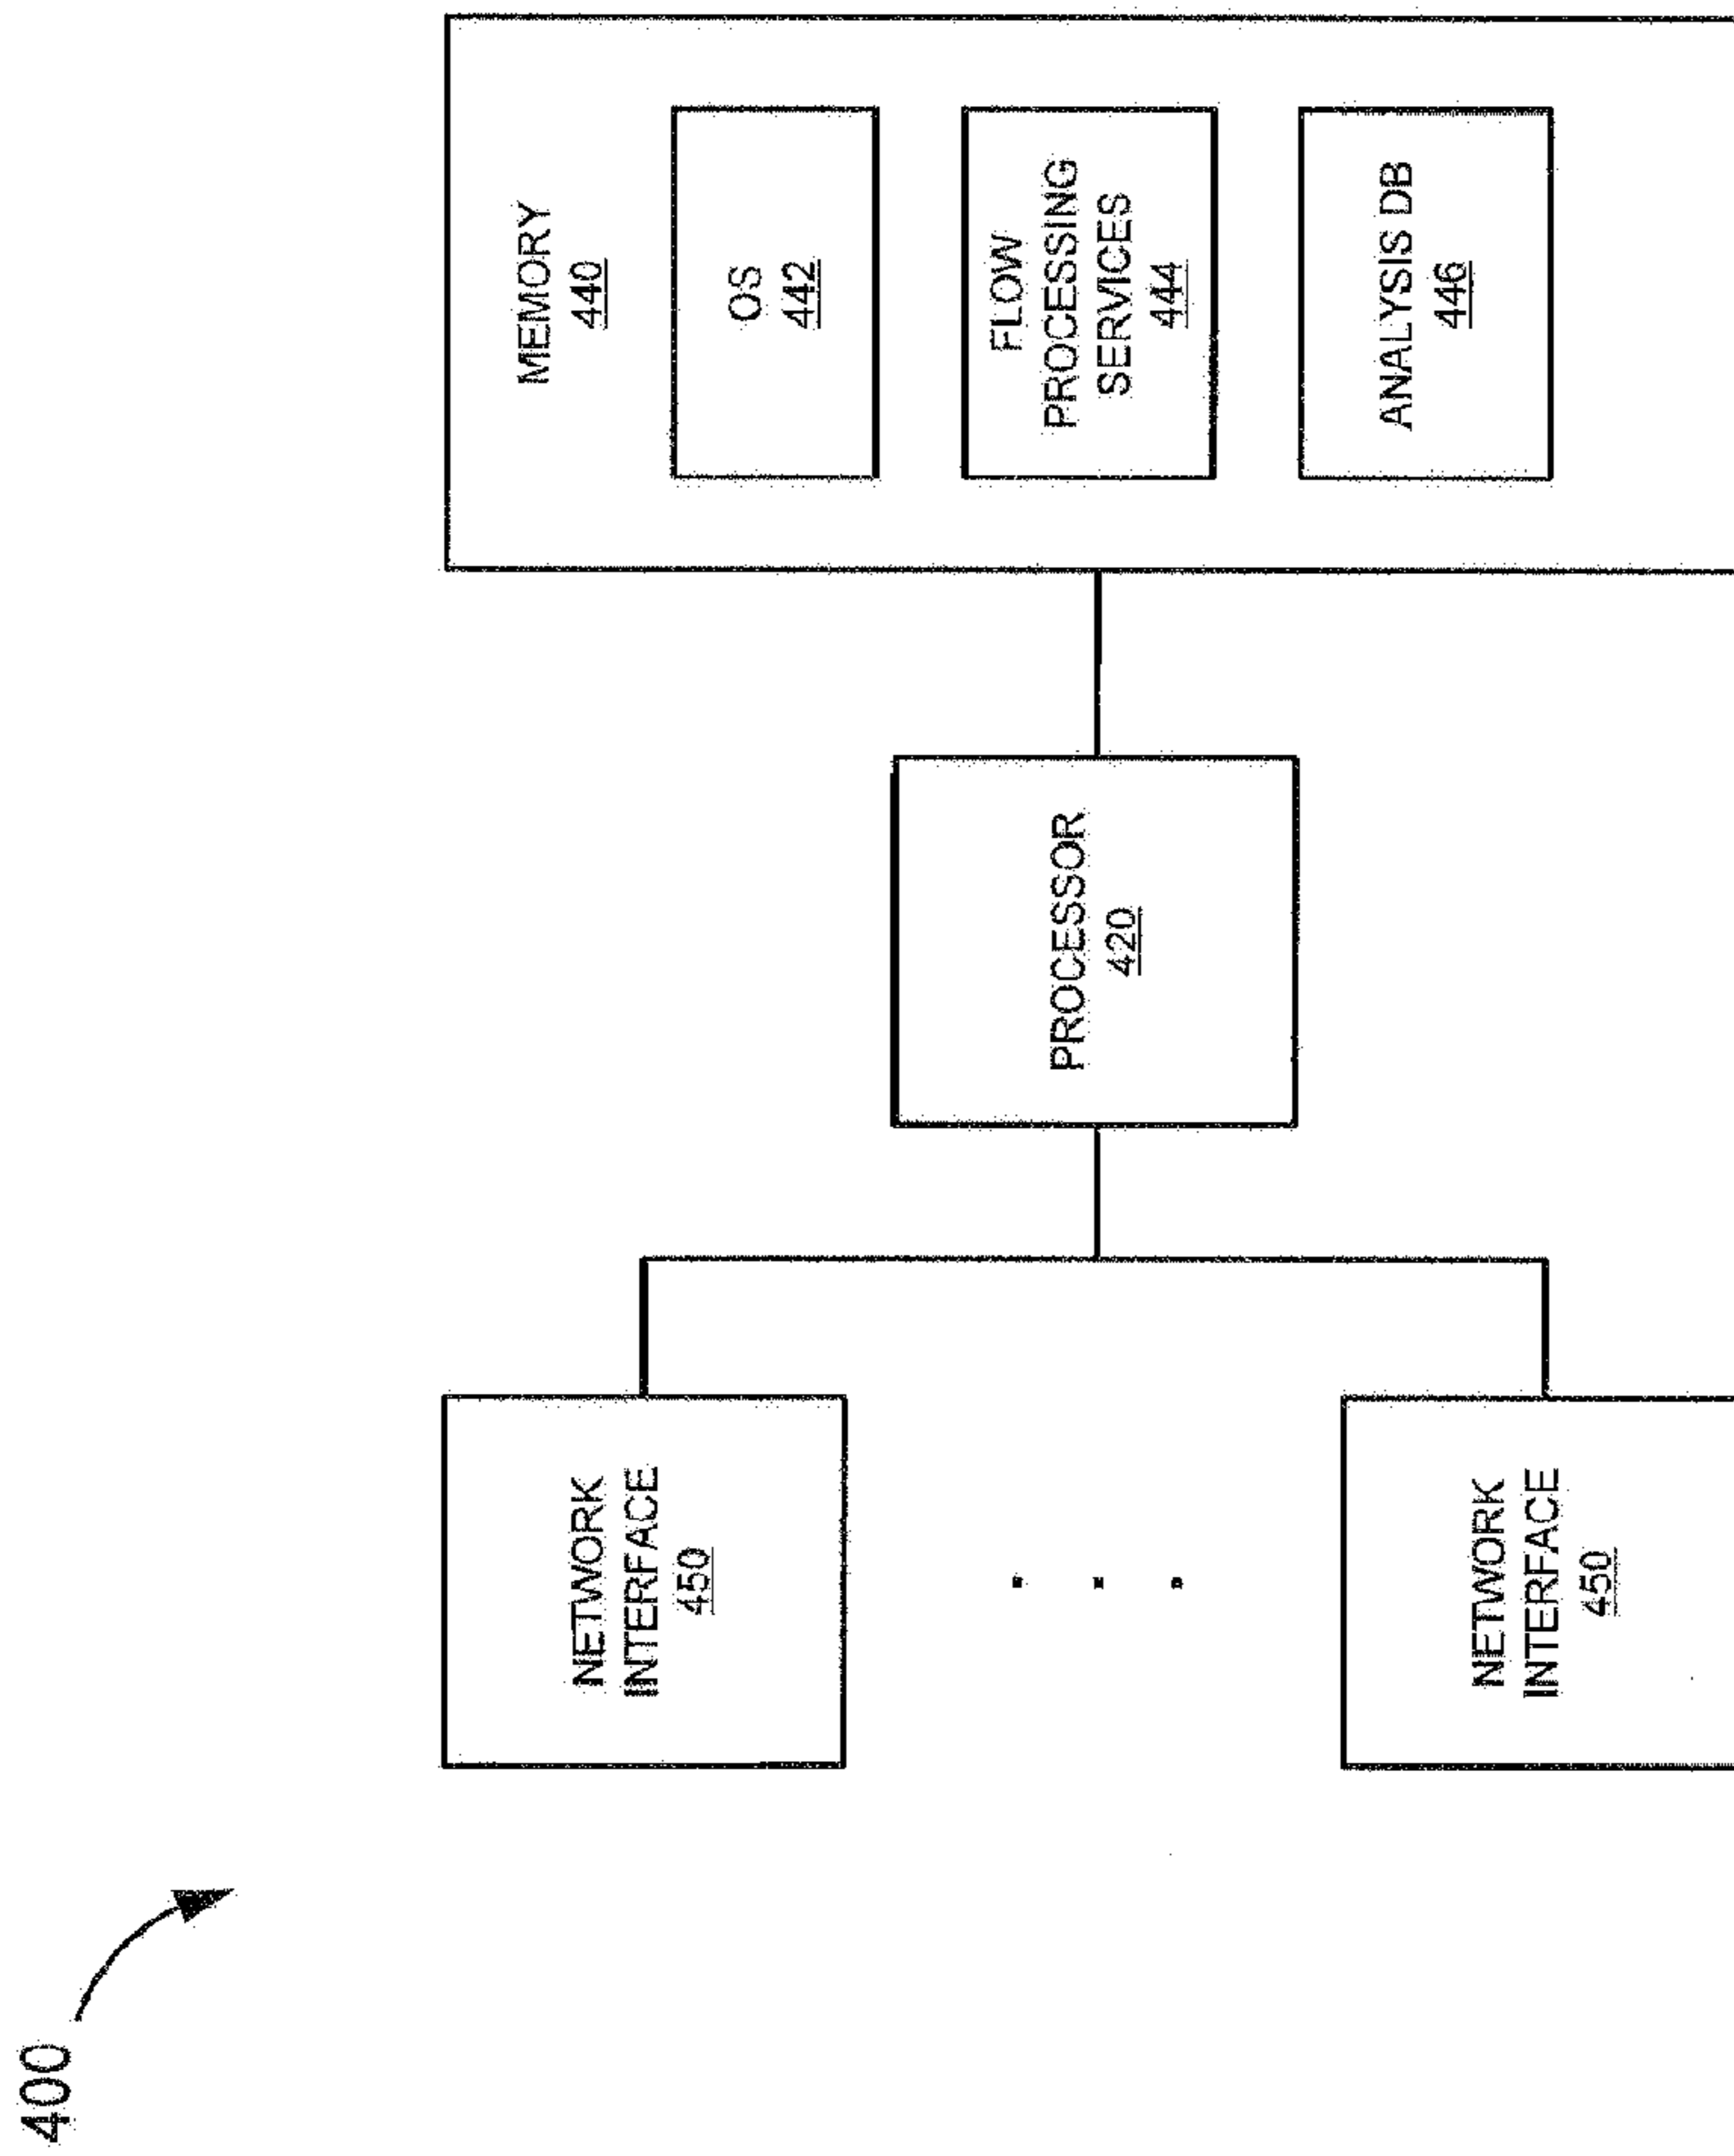 400
NETWORK
INTERFACE
450
NETWORK
INTERFACE
450
PROCESSOR
420
MEMORY
440
OS
442
FLOW
PROCESSING
SERVICES
444
ANALYSIS DB
446